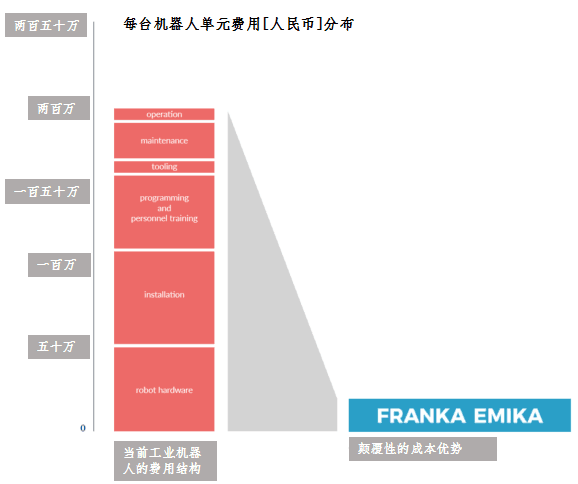 每台机器人单元费用[人民币]分布
两百五十万
两百万
一百五十万
一百万
五十万
0
operation
maintenance
tooling
programming
and
personnel training
installation
robot hardware
当前工业机器
人的费用结构
FRANKA EMIKA
颠覆性的成本优势